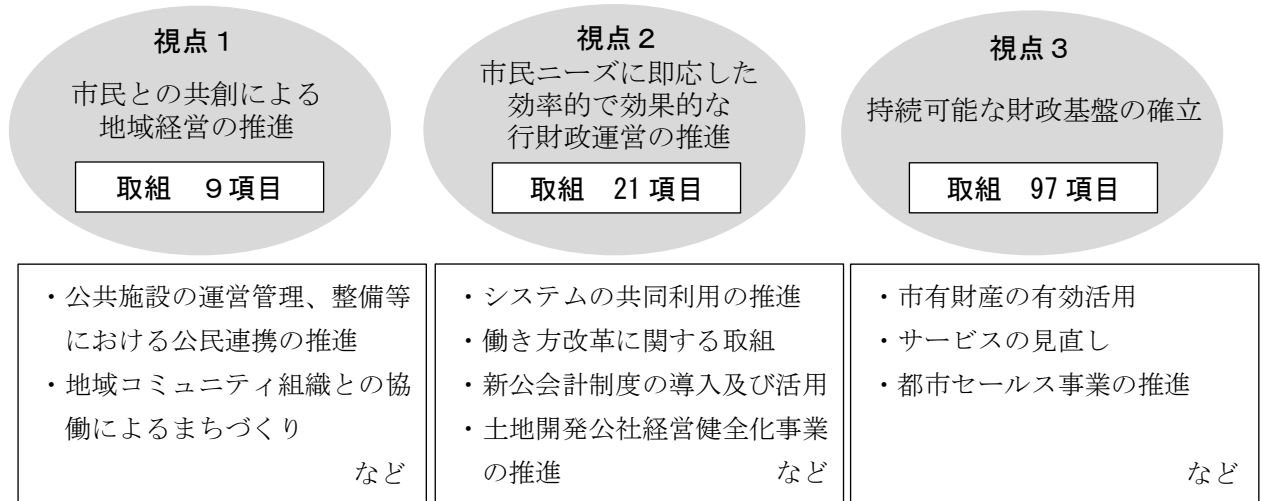 視点1
市民との共創による
地域経営の推進
取組 9項目
・公共施設の運営管理、整備等
における公民連携の推進
・地域コミュニティ組織との協
働によるまちづくり
など
視点2
市民ニーズに即応した
効率的で効果的な
行財政運営の推進
取組 21項目
・システムの共同利用の推進
・働き方改革に関する取組
・新公会計制度の導入及び活用
・土地開発公社経営健全化事業
の推進 など
視点3
持続可能な財政基盤の確立
取組 97項目
・市有財産の有効活用
・サービスの見直し
・都市セールス事業の推進
など